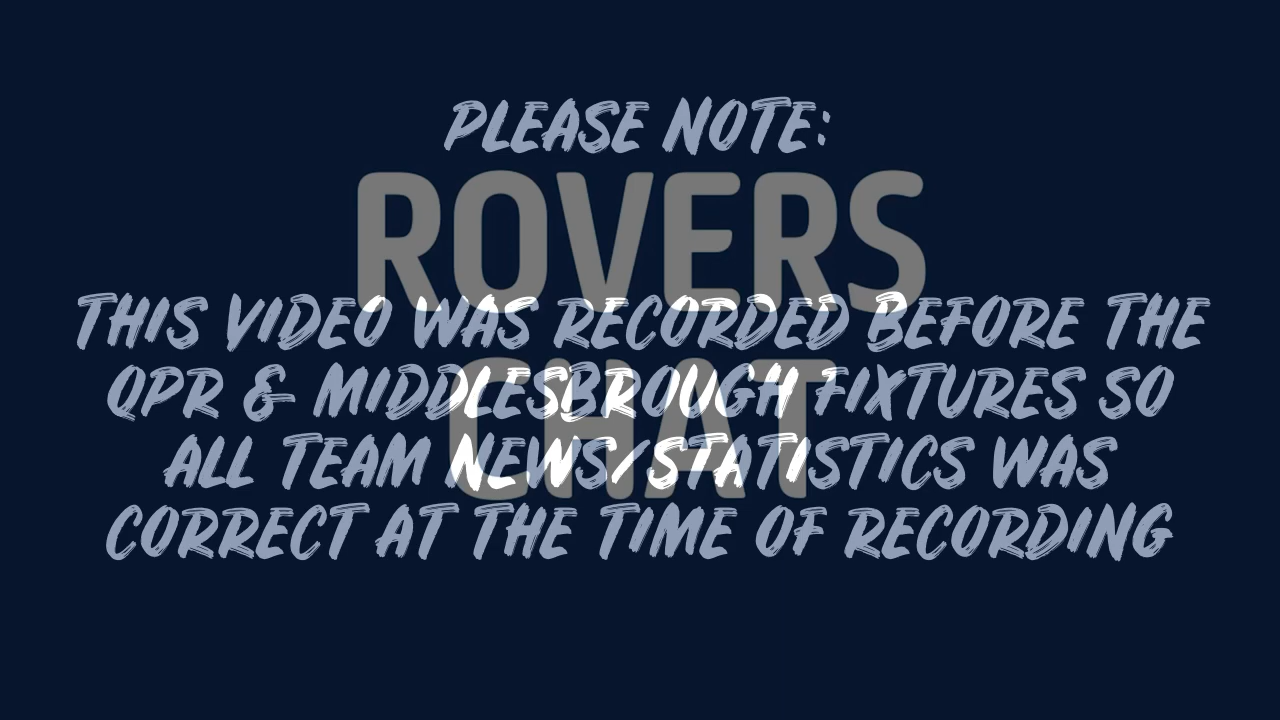 PLEASE NOTE:
ROVERS
THIS VIDEO WAS RECORDED BEFORE THE
QPR & MIDDLESBROUGH FIXTURES SO
CHAT
ALL TEAM NEWS/STATISTICS WAS
CORRECT AT THE TIME OF RECORDING